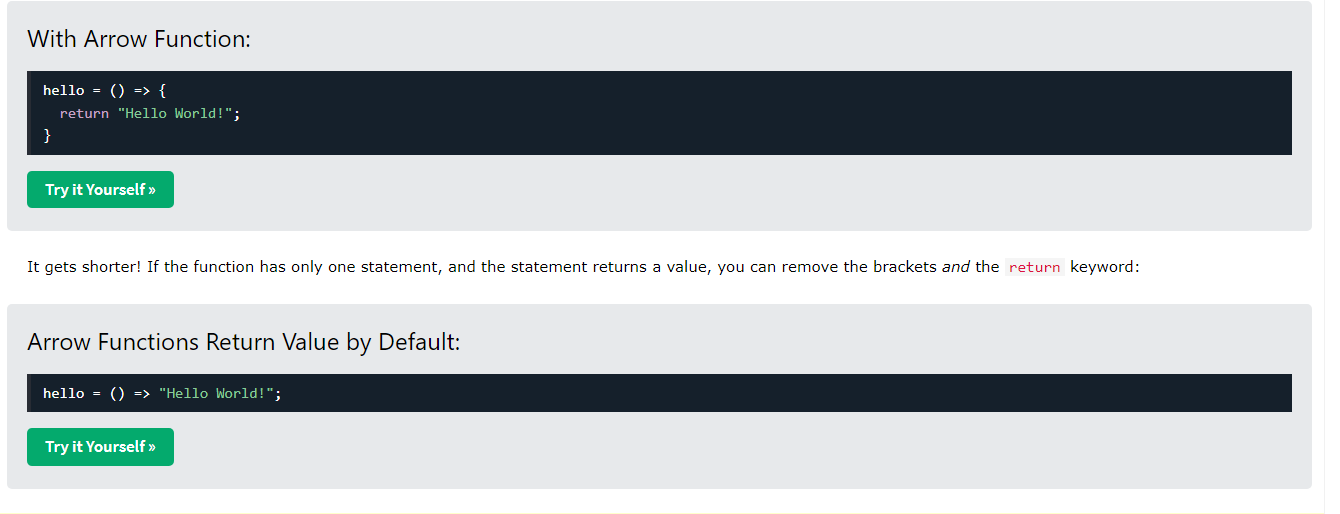 With Arrow Function:
hello = () => {
  return "Hello World!";
}
Try it Yourself »
It gets shorter! If the function has only one statement, and the statement returns a value, you can remove the brackets and the return keyword:
Arrow Functions Return Value by Default:
hello = () => "Hello World!";
Try it Yourself »